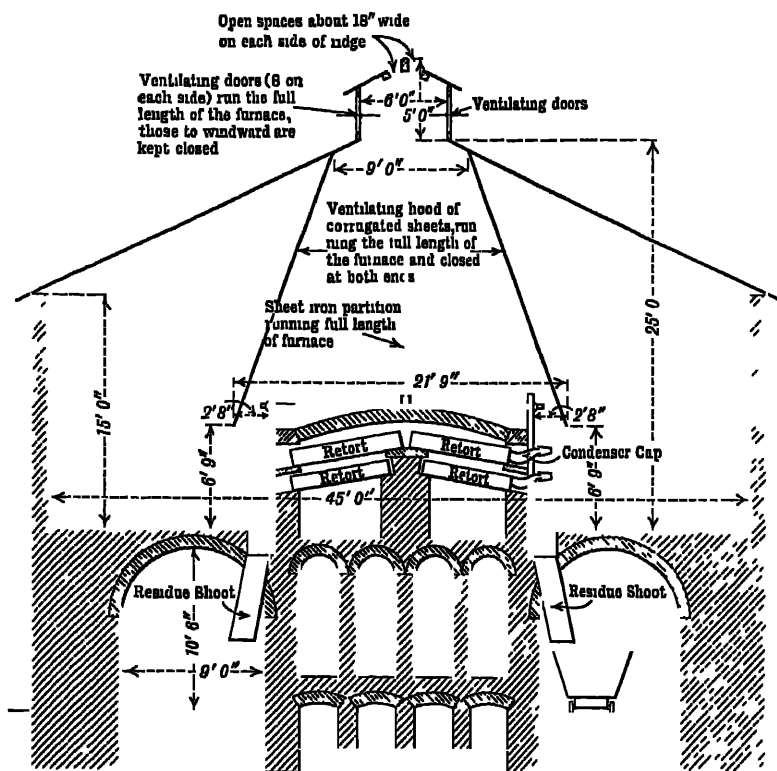 Open spaces about 18" wide
on each side of ridge
Ventilating doors (8 on
each side) run the full
length of the furnace,
those to windward are
kept closed
6' 0"
5' 0"
Ventilating doors
9' 0"
Ventilating hood of
corrugated sheets, run
ning the full length of
the furnace and closed
at both ends
Sheet iron partition
running full length
of furnace
25' 0
15' 0"
21' 9"
2' 8"
2' 8"
6' 9"
6' 9"
Retort
Retort
Retort
Retort
Condenser Cap
45' 0"
Residue Shoot
Residue Shoot
10' 6"
9' 0"